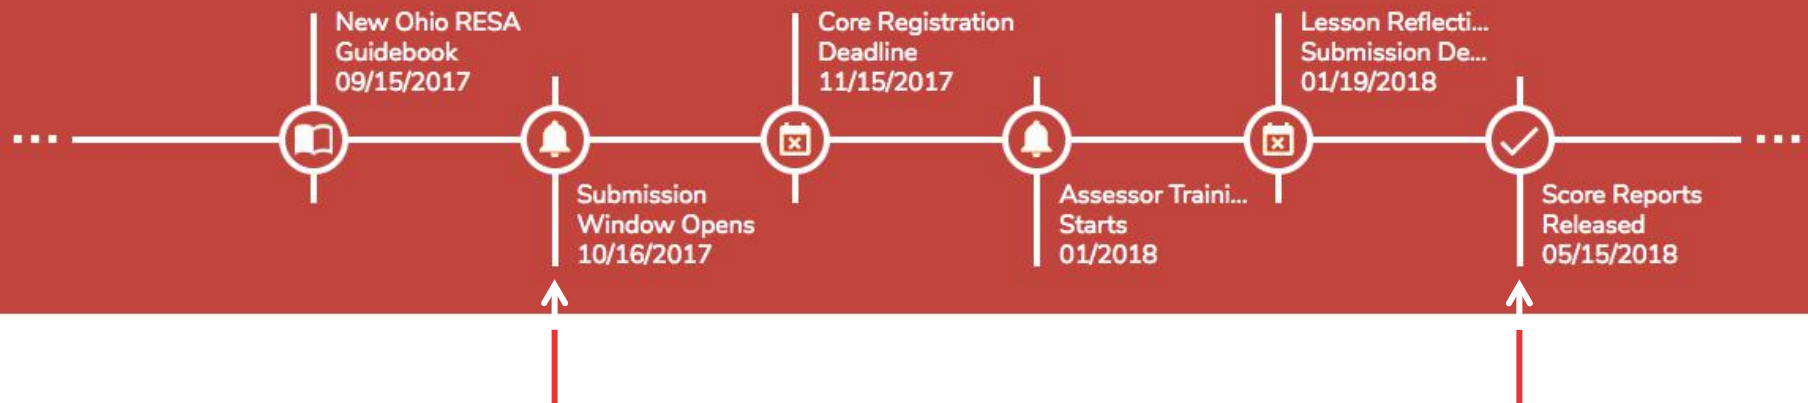 New Ohio RESA
Guidebook
09/15/2017
Submission
Window Opens
10/16/2017
Core Registration
Deadline
11/15/2017
Assessor Traini...
Starts
01/2018
Lesson Reflecti...
Submission De...
01/19/2018
Score Reports
Released
05/15/2018